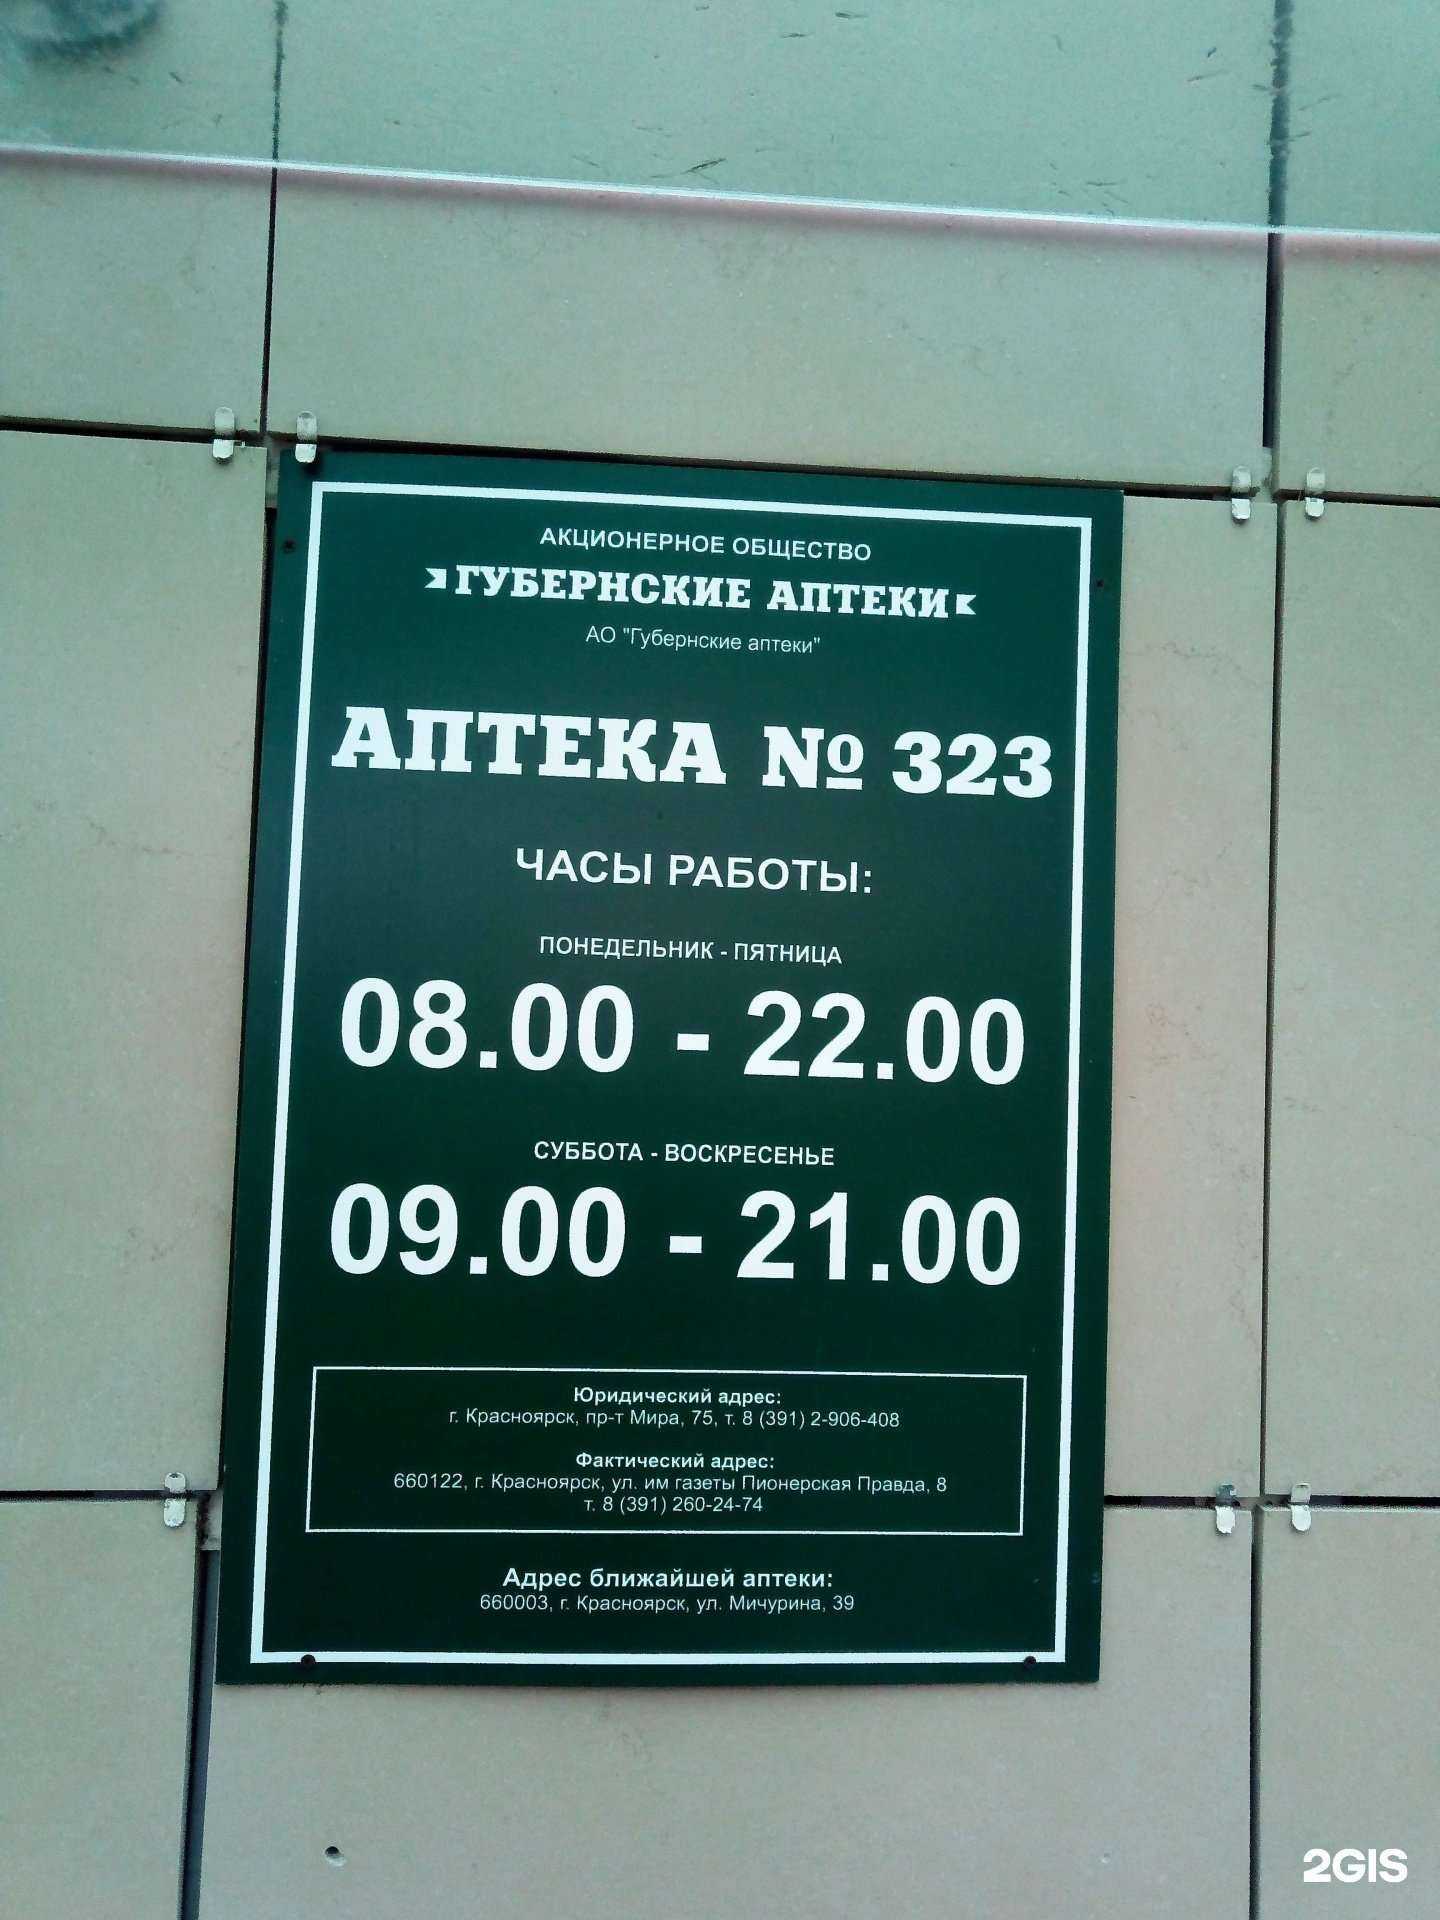 АКЦИОНЕРНОЕ ОБЩЕСТВО
ГУБЕРНСКИЕ АПТЕКИ
АО "Губернские аптеки"
АПТЕКА № 323
ЧАСЫ РАБОТЫ:
ПОНЕДЕЛЬНИК - ПЯТНИЦА
08.00 - 22.00
СУББОТА - ВОСКРЕСЕНЬЕ
09.00 - 21.00
Юридический адрес:
г. Красноярск, пр-т Мира, 75, т. 8 (391) 2-906-408
Фактический адрес:
660122, г. Красноярск, ул. им газеты Пионерская Правда, 8
т. 8 (391) 260-24-74
Адрес ближайшей аптеки:
660003, г. Красноярск, ул. Мичурина, 39
2GIS